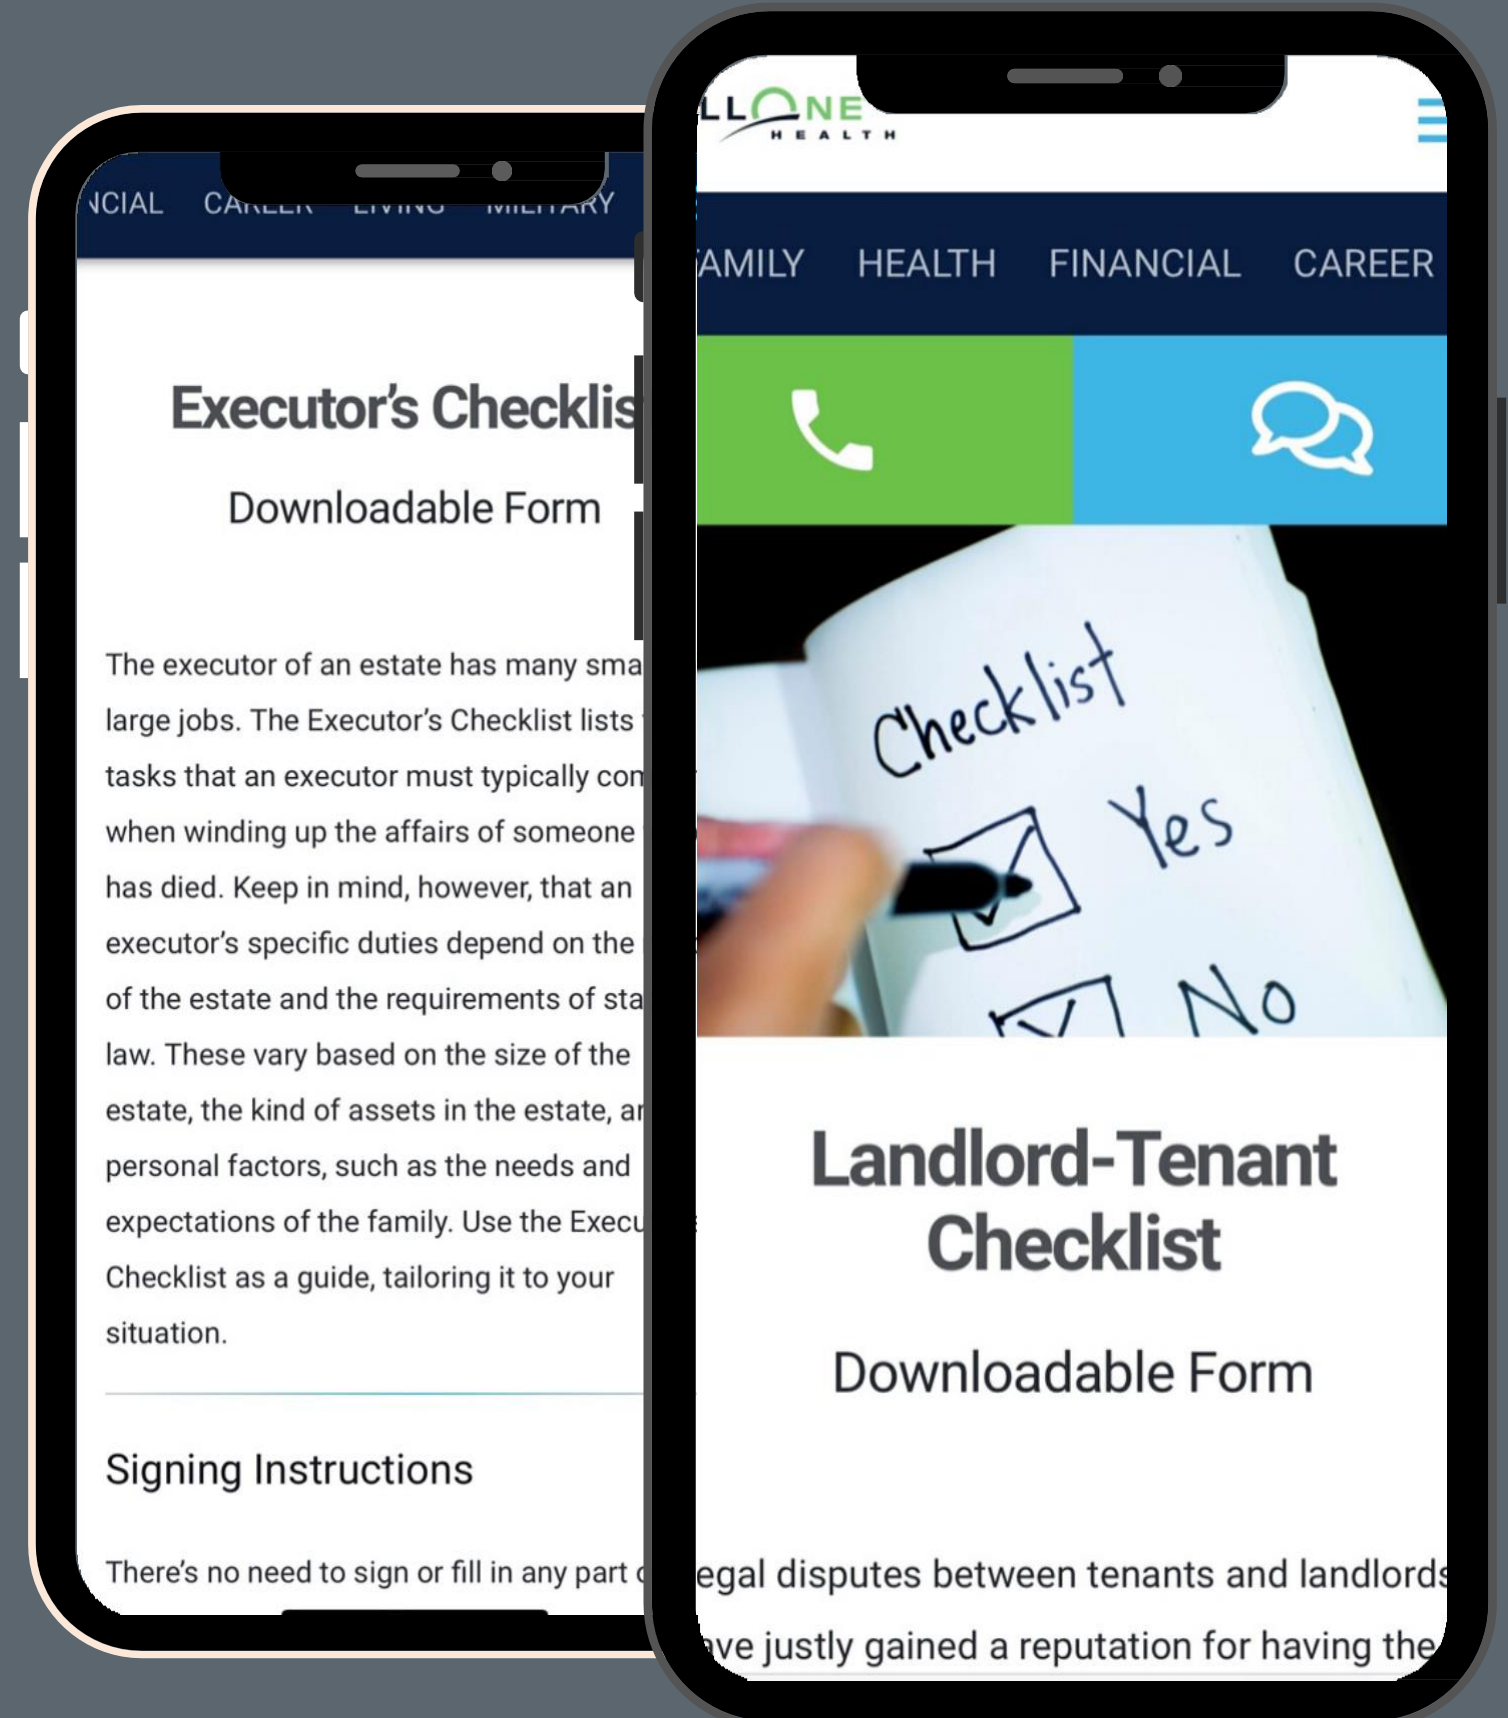 NCIAL CAREER LIVING MILITARY
Executor's Checklis
Downloadable Form
The executor of an estate has many sma
large jobs. The Executor's Checklist lists
tasks that an executor must typically com
when winding up the affairs of someone
has died. Keep in mind, however, that an
executor's specific duties depend on the
of the estate and the requirements of sta
law. These vary based on the size of the
estate, the kind of assets in the estate, an
personal factors, such as the needs and
expectations of the family. Use the Execu
Checklist as a guide, tailoring it to your
situation.
Signing Instructions
There's no need to sign or fill in any part
LLONE
HEALTH
AMILY HEALTH FINANCIAL CAREER
Checklist
Yes
No
Landlord-Tenant
Checklist
Downloadable Form
egal disputes between tenants and landlords
ave justly gained a reputation for having the